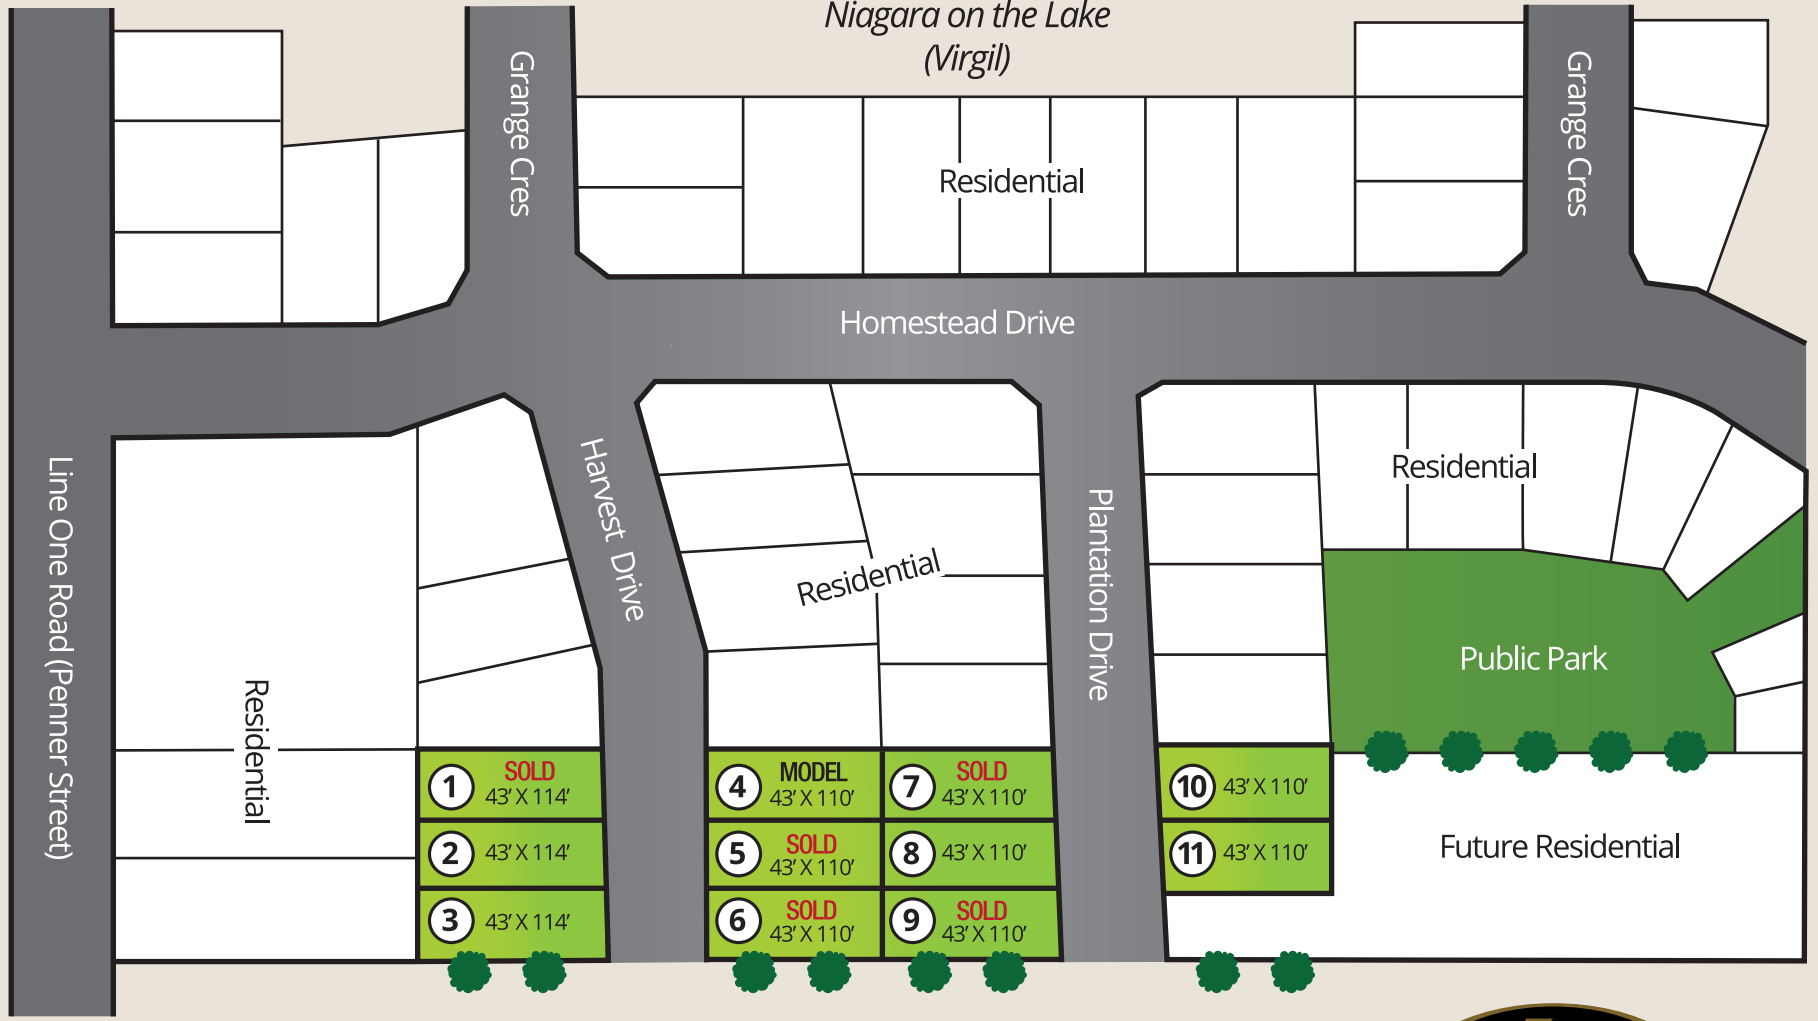 Niagara on the Lake
(Virgil)
Grange Cres
Grange Cres
Residential
Homestead Drive
Line One Road (Penner Street)
Harvest Drive
Plantation Drive
Residential
Residential
Residential
Public Park
Future Residential
1 SOLD
43' X 114'
2 43' X 114'
3 43' X 114'
4 MODEL
43' X 110'
5 SOLD
43' X 110'
6 SOLD
43' X 110'
7 SOLD
43' X 110'
8 43' X 110'
9 SOLD
43' X 110'
10 43' X 110'
11 43' X 110'